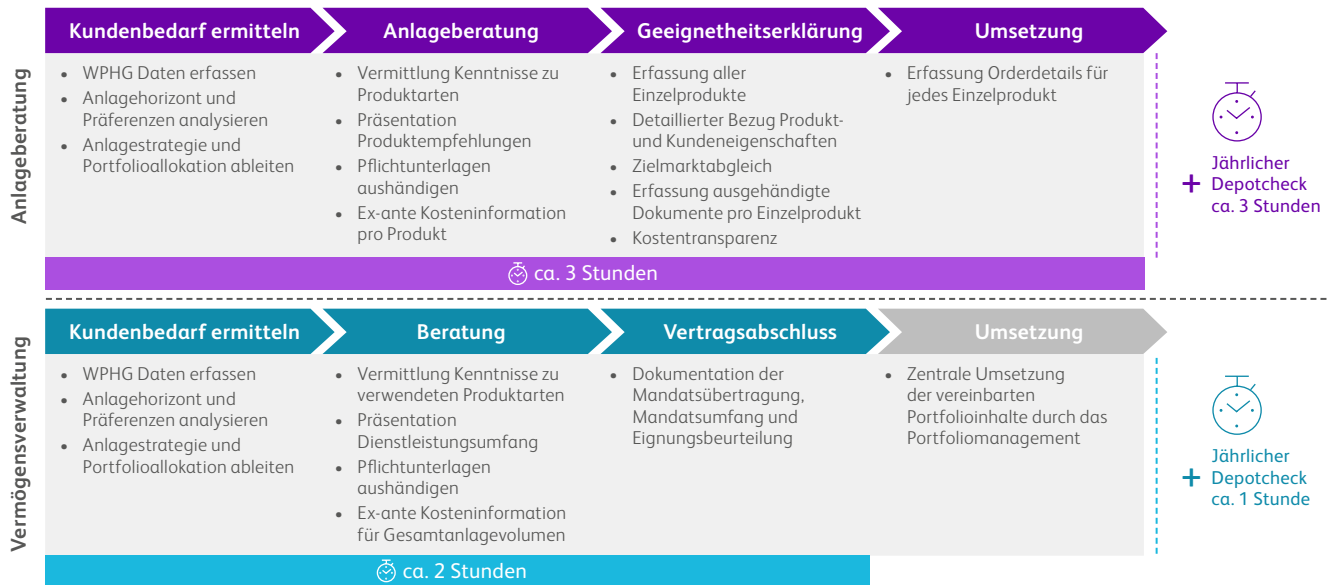 Anlageberatung
Kundenbedarf ermitteln
• WPHG Daten erfassen
• Anlagehorizont und
Präferenzen analysieren
• Anlagestrategie und
Portfolioallokation ableiten
Anlageberatung
• Vermittlung Kenntnisse zu
Produktarten
• Präsentation
Produktempfehlungen
• Pflichtunterlagen
aushändigen
• Ex-ante Kosteninformation
pro Produkt
Geeignetheitserklärung
• Erfassung aller
Einzelprodukte
• Detaillierter Bezug Produkt-
und Kundeneigenschaften
• Zielmarktabgleich
• Erfassung ausgehändigte
Dokumente pro Einzelprodukt
• Kostentransparenz
Umsetzung
• Erfassung Orderdetails für
jedes Einzelprodukt
ca. 3 Stunden
+
Jährlicher
Depotcheck
ca. 3 Stunden
Vermögensverwaltung
Kundenbedarf ermitteln
• WPHG Daten erfassen
• Anlagehorizont und
Präferenzen analysieren
• Anlagestrategie und
Portfolioallokation ableiten
Beratung
• Vermittlung Kenntnisse zu
verwendeten Produktarten
• Präsentation
Dienstleistungsumfang
• Pflichtunterlagen
aushändigen
• Ex-ante Kosteninformation
für Gesamtanlagevolumen
Vertragsabschluss
• Dokumentation der
Mandatsübertragung,
Mandatsumfang und
Eignungsbeurteilung
Umsetzung
• Zentrale Umsetzung
der vereinbarten
Portfolioinhalte durch das
Portfoliomanagement
ca. 2 Stunden
+
Jährlicher
Depotcheck
ca. 1 Stunde